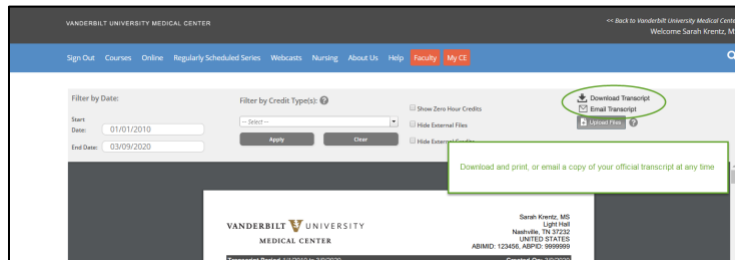 VANDERBILT UNIVERSITY MEDICAL CENTER
<< Back to Vanderbilt University Medical Cente
Welcome Sarah Krentz, M
Sign Out Courses Online Regularly Scheduled Series Webcasts Nursing About Us Help Faculty My CE
Filter by Date:
Start
Date: 01/01/2010
End Date: 03/09/2020
Filter by Credit Type(s):
-- Select --
Apply Clear
Show Zero Hour Credits
Hide External Files
Hide External Credits
Download Transcript
Email Transcript
Upload Files
Download and print, or email a copy of your official transcript at any time
VANDERBILT UNIVERSITY
MEDICAL CENTER
Sarah Krentz, MS
Light Hall
Nashville, TN 37232
UNITED STATES
ABIMID: 123456, ABPID: 9999999